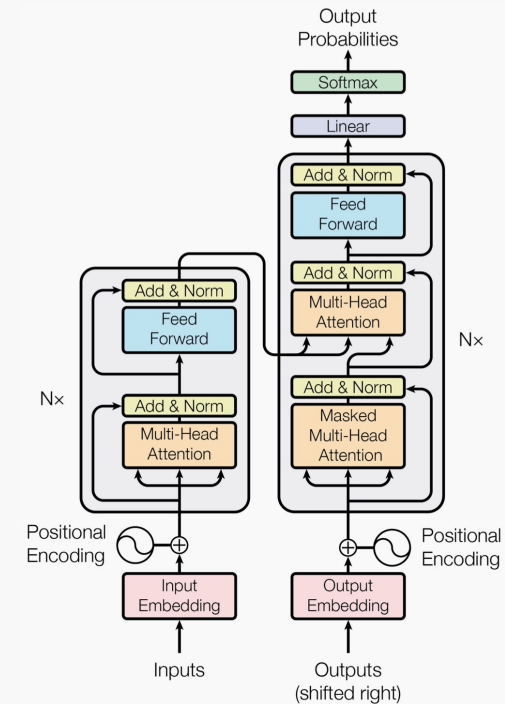 Output
Probabilities
Softmax
Linear
Add & Norm
Feed
Forward
Add & Norm
Multi-Head
Attention
Add & Norm
Masked
Multi-Head
Attention
N×
Add & Norm
Feed
Forward
N×
Add & Norm
Multi-Head
Attention
Positional
Encoding
Positional
Encoding
Input
Embedding
Output
Embedding
Inputs
Outputs
(shifted right)